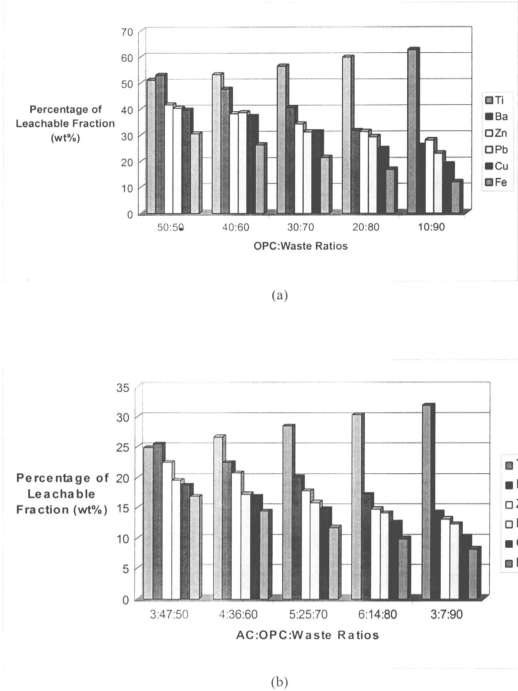 70
60
50
40
30
20
10
0
Percentage of
Leachable Fraction
(wt%)
Ti
Ba
Zn
Pb
Cu
Fe
50:50 40:60 30:70 20:80 10:90
OPC:Waste Ratios
(a)
35
30
25
20
15
10
5
0
Percentage of
Leachable
Fraction (wt%)
3:47:50 4:36:60 5:25:70 6:14:80 3:7:90
AC:OPC:Waste Ratios
(b)